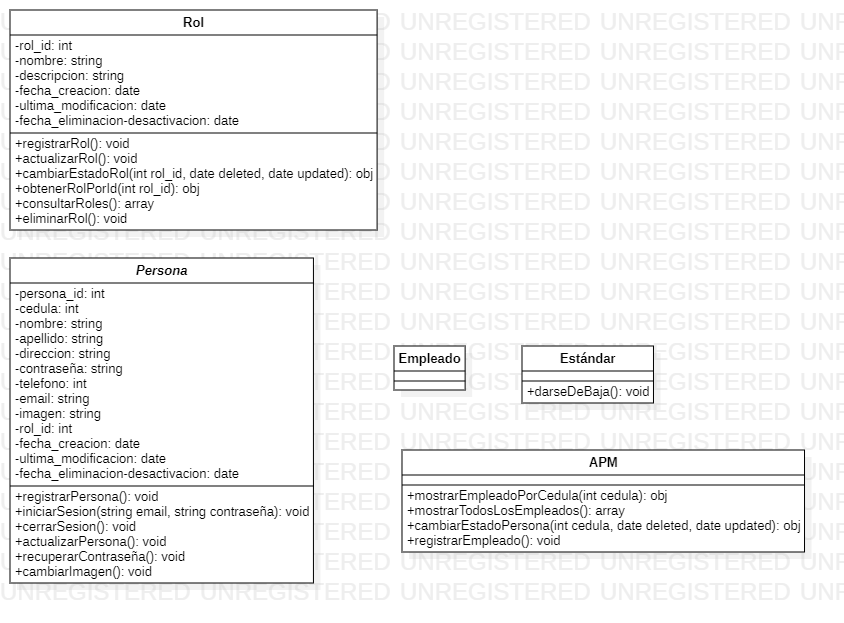 Rol
-rol_id: int
-nombre: string
-descripcion: string
-fecha_creacion: date
-ultima_modificacion: date
-fecha_eliminacion-desactivacion: date
+registrarRol(): void
+actualizarRol(): void
+cambiarEstadoRol(int rol_id, date deleted, date updated): obj
+obtenerRolPorId(int rol_id): obj
+consultarRoles(): array
+eliminarRol(): void
Persona
-persona_id: int
-cedula: int
-nombre: string
-apellido: string
-direccion: string
-contraseña: string
-telefono: int
-email: string
-imagen: string
-rol_id: int
-fecha_creacion: date
-ultima_modificacion: date
-fecha_eliminacion-desactivacion: date
+registrarPersona(): void
+iniciarSesion(string email, string contraseña): void
+cerrarSesion(): void
+actualizarPersona(): void
+recuperarContraseña(): void
+cambiarImagen(): void
Empleado
Estándar
+darseDeBaja(): void
APM
+mostrarEmpleadoPorCedula(int cedula): obj
+mostrarTodosLosEmpleados(): array
+cambiarEstadoPersona(int cedula, date deleted, date updated): obj
+registrarEmpleado(): void
UNREGISTERED UNREGISTERED UNREGISTERED UNREGISTERED